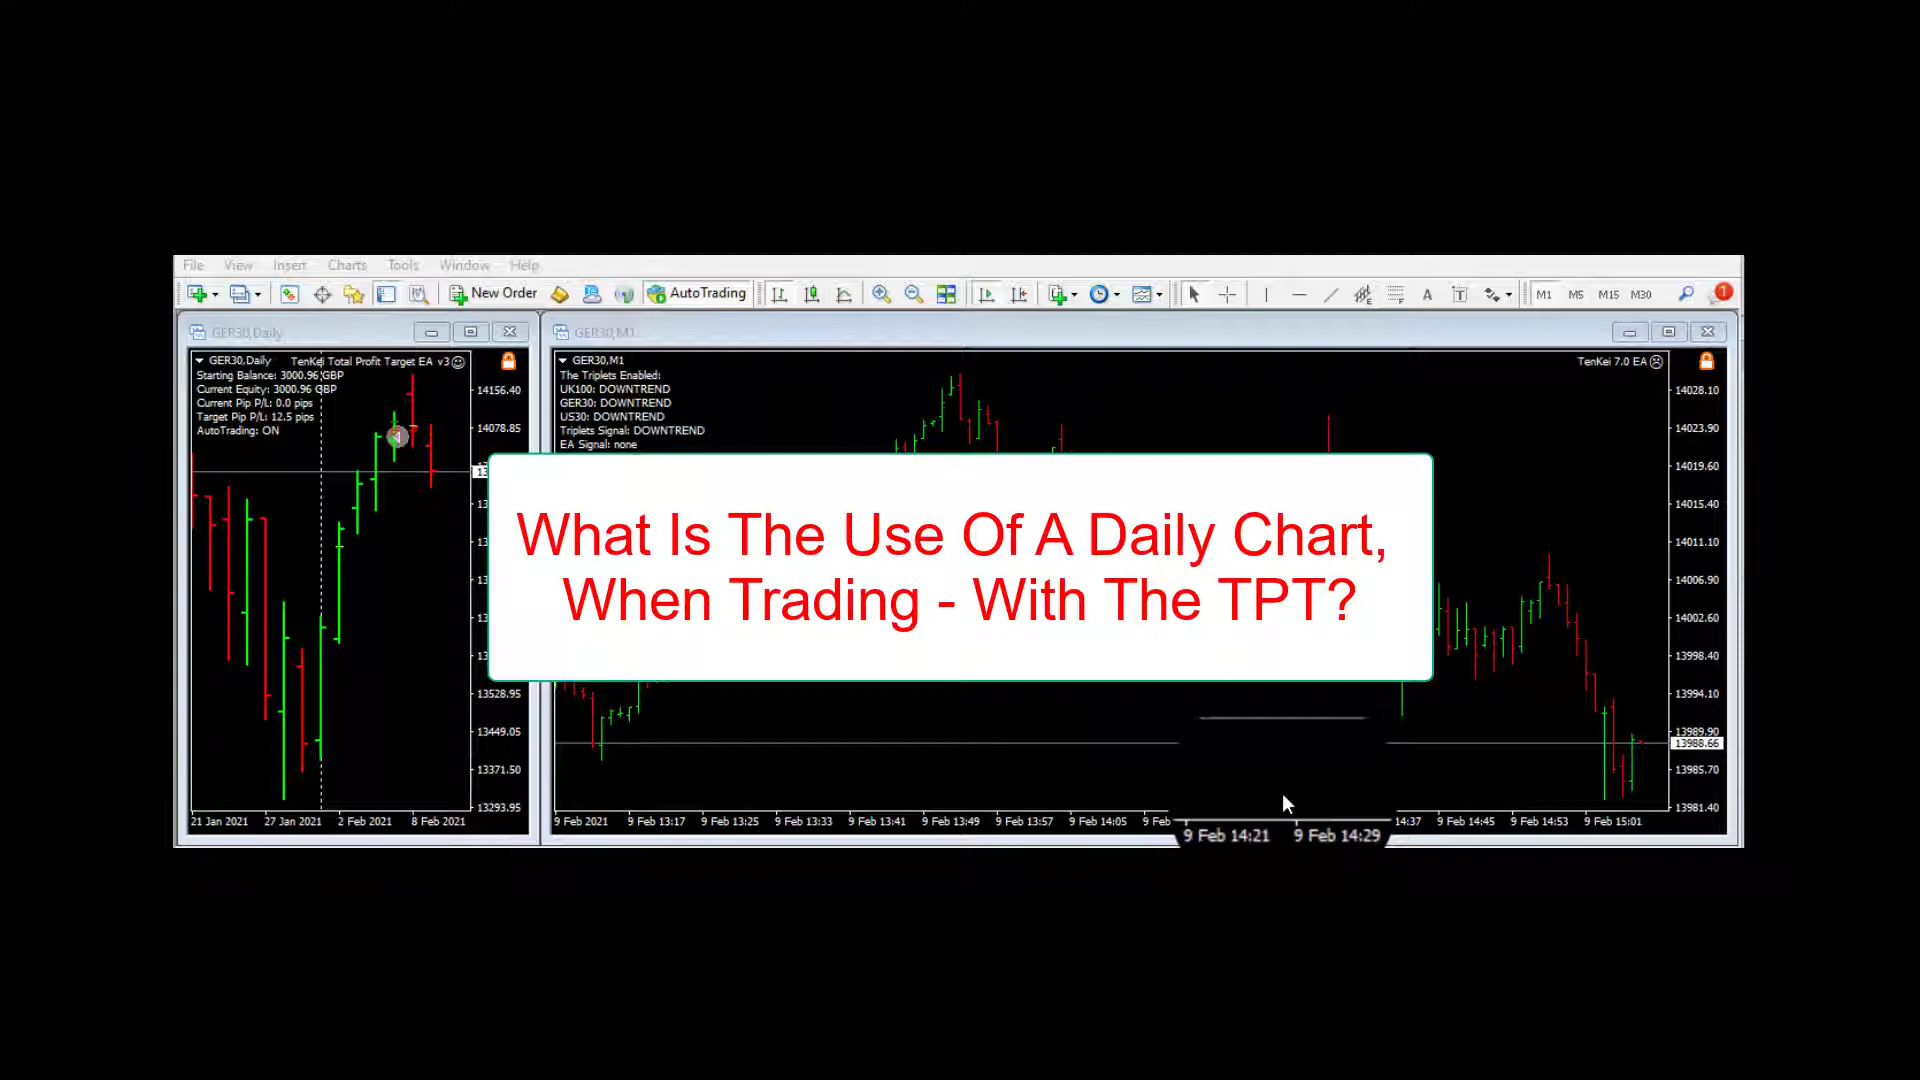 File View Insert Charts Tools Window Help
New Order AutoTrading M1 M5 M15 M30 1
GER30,Daily
GER30,M1
GER30,Daily TenKei Total Profit Target EA v3
Starting Balance: 3000.96 GBP
Current Equity: 3000.96 GBP
Current Pip P/L: 0.0 pips
Target Pip P/L: 12.5 pips
AutoTrading: ON
14156.40
14078.85
13528.95
13449.05
13371.50
13293.95
21 Jan 2021 27 Jan 2021 2 Feb 2021 8 Feb 2021
GER30,M1 TenKei 7.0 EA
The Triplets Enabled:
UK100: DOWNTREND
GER30: DOWNTREND
US30: DOWNTREND
Triplets Signal: DOWNTREND
EA Signal: none
What Is The Use Of A Daily Chart,
When Trading - With The TPT?
14028.10
14023.90
14019.60
14015.40
14011.10
14006.90
14002.60
13998.40
13994.10
13989.90
13988.66
13985.70
13981.40
9 Feb 2021 9 Feb 13:17 9 Feb 13:25 9 Feb 13:33 9 Feb 13:41 9 Feb 13:49 9 Feb 13:57 9 Feb 14:05 9 Feb 14:37 9 Feb 14:45 9 Feb 14:53 9 Feb 15:01
9 Feb 14:21 9 Feb 14:29